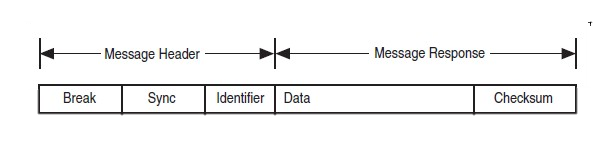 Message Header Message Response
Break Sync Identifier Data Checksum